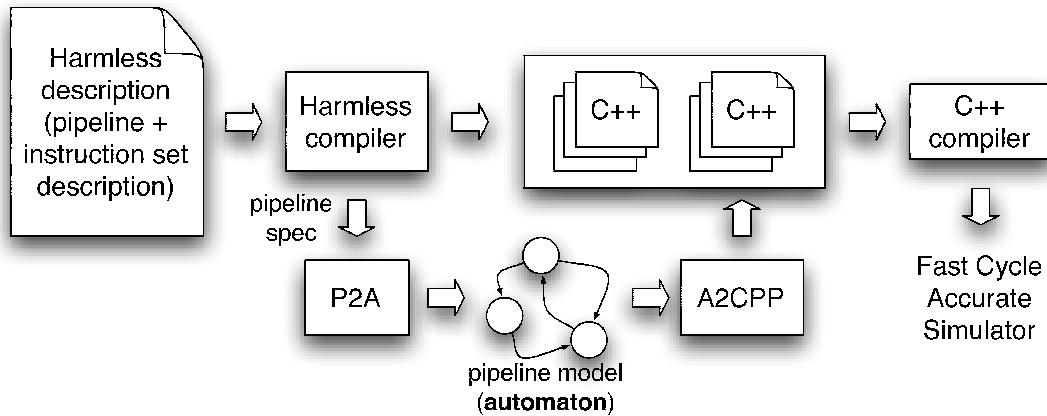 Harmless
description
(pipeline +
instruction set
description)
Harmless
compiler
C++
C++
C++
compiler
pipeline
spec
P2A
pipeline model
(automaton)
A2CPP
Fast Cycle
Accurate
Simulator